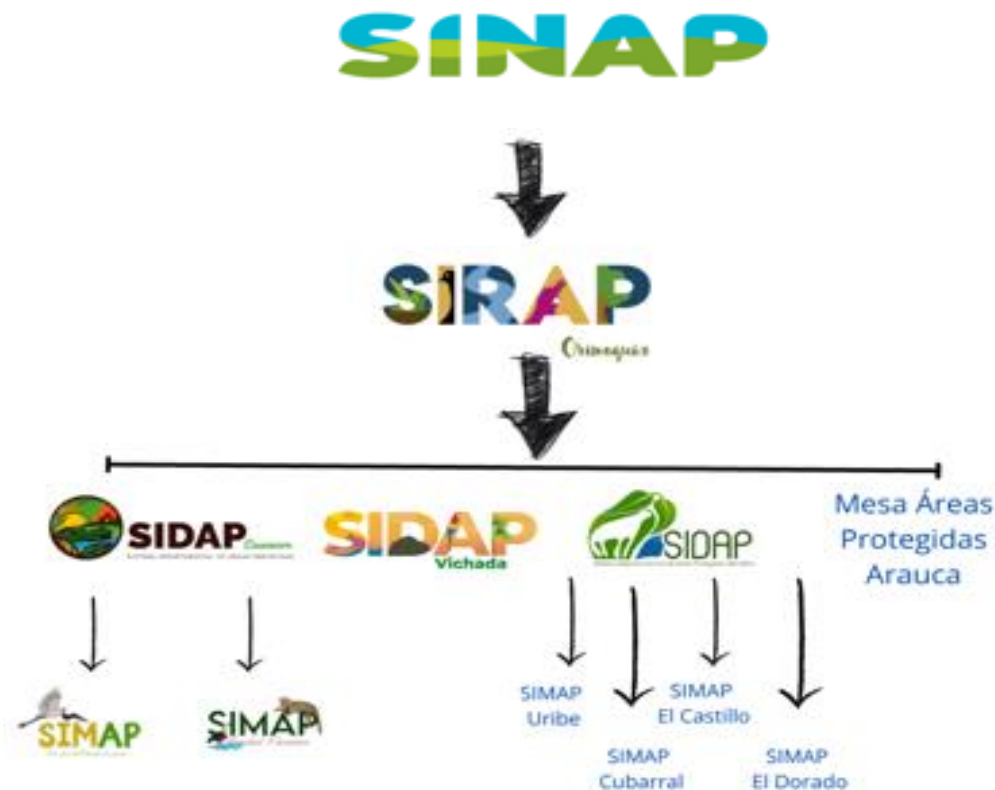 SINAP
SIRAP
Orinoquia
SIDAP
SIDAP
Vichada
SIDAP
Mesa Áreas
Protegidas
Arauca
SIMAP
SIMAP
SIMAP
Uribe
SIMAP
El Castillo
SIMAP
Cubarral
SIMAP
El Dorado